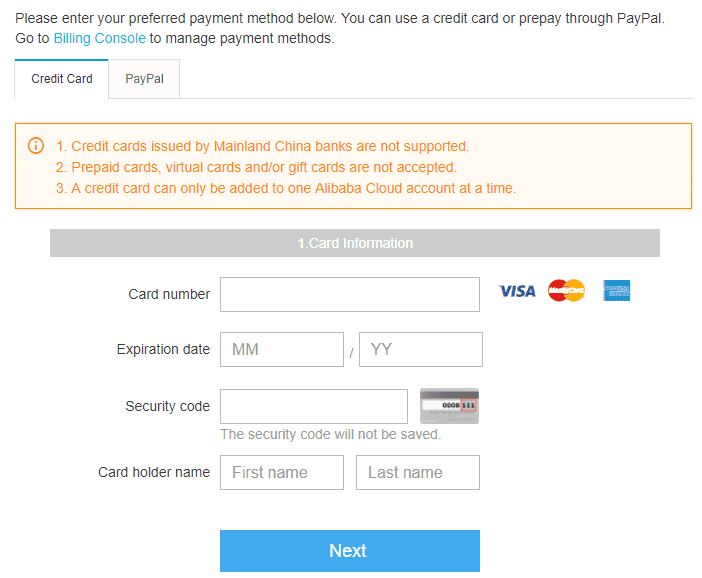 Please enter your preferred payment method below. You can use a credit card or prepay through PayPal.
Go to Billing Console to manage payment methods.
Credit Card
PayPal
1. Credit cards issued by Mainland China banks are not supported.
2. Prepaid cards, virtual cards and/or gift cards are not accepted.
3. A credit card can only be added to one Alibaba Cloud account at a time.
1.Card Information
Card number
VISA
MasterCard
Expiration date
MM
/
YY
Security code
0008 111
The security code will not be saved.
Card holder name
First name
Last name
Next